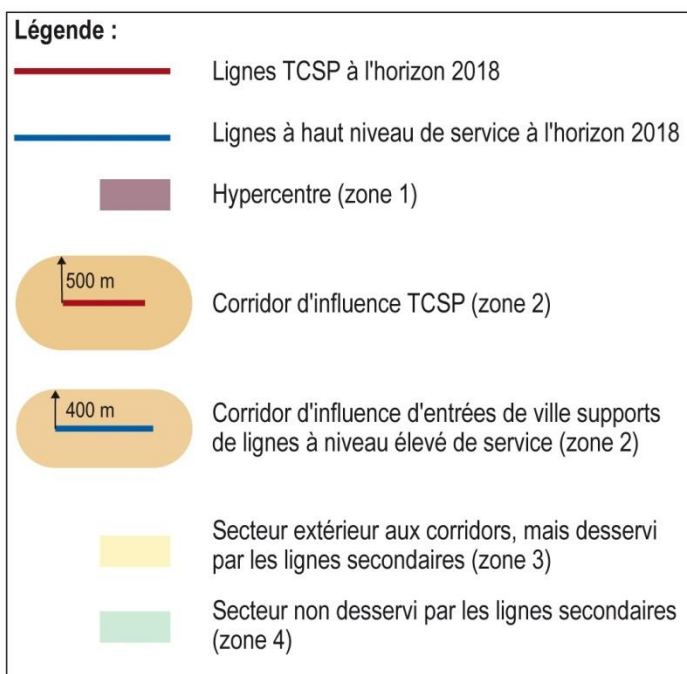 Légende :
Lignes TCSP à l'horizon 2018
Lignes à haut niveau de service à l'horizon 2018
Hypercentre (zone 1)
500 m
Corridor d'influence TCSP (zone 2)
400 m
Corridor d'influence d'entrées de ville supports
de lignes à niveau élevé de service (zone 2)
Secteur extérieur aux corridors, mais desservi
par les lignes secondaires (zone 3)
Secteur non desservi par les lignes secondaires
(zone 4)